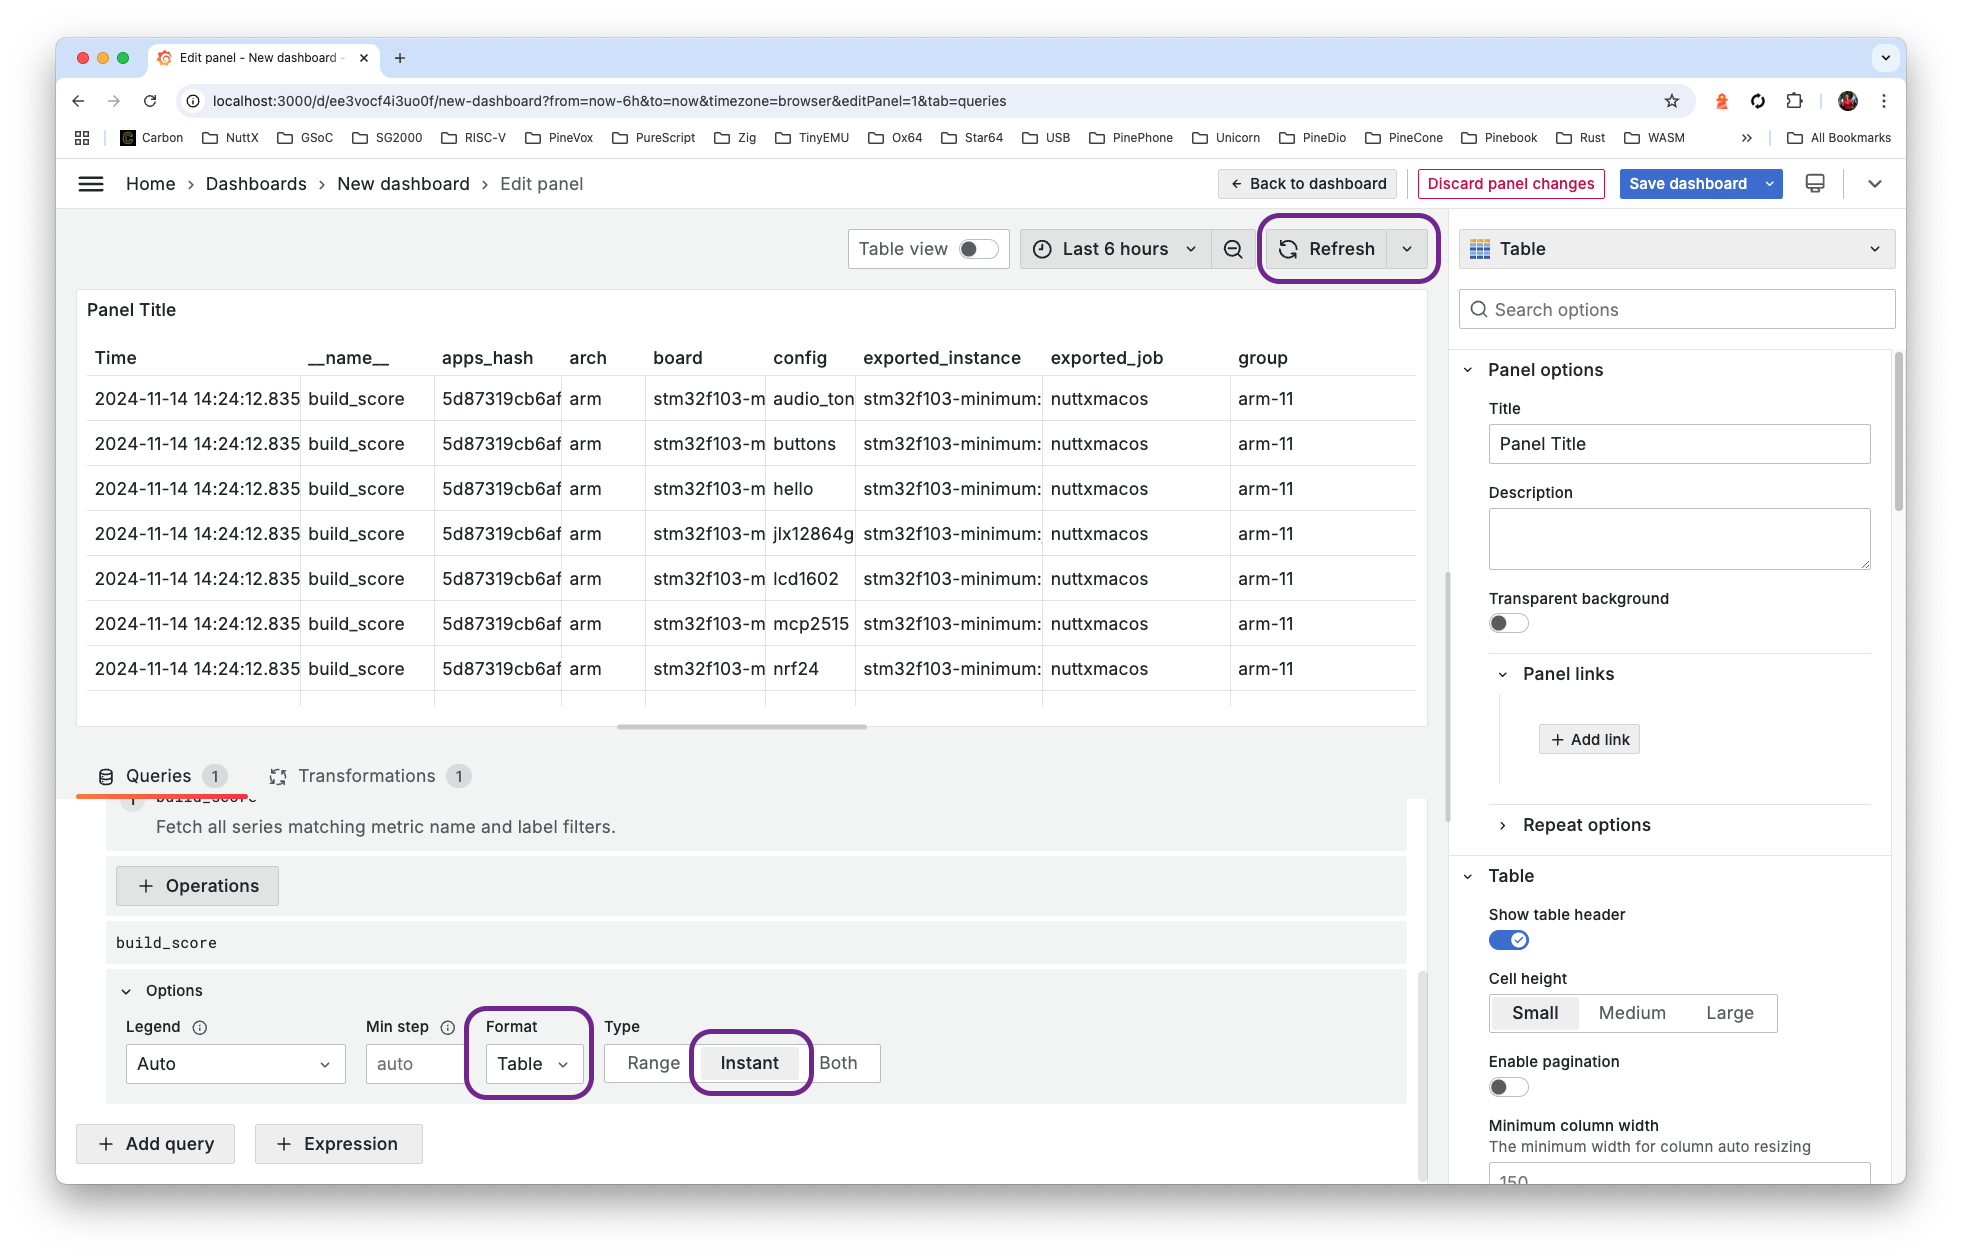 Edit panel - New dashboard -
localhost:3000/d/ee3vocf4i3uo0f/new-dashboard?from=now-6h&to=now&timezone=browser&editPanel=1&tab=queries
Carbon NuttX GSoC SG2000 RISC-V PineVox PureScript Zig TinyEMU Ox64 Star64 USB PinePhone Unicorn PineDio PineCone Pinebook Rust WASM » All Bookmarks
Home › Dashboards › New dashboard › Edit panel
Back to dashboard Discard panel changes Save dashboard
Table view Last 6 hours Refresh
Panel Title
Time __name__ apps_hash arch board config exported_instance exported_job group
2024-11-14 14:24:12.835 build_score 5d87319cb6af arm stm32f103-m audio_ton stm32f103-minimum: nuttxmacos arm-11
2024-11-14 14:24:12.835 build_score 5d87319cb6af arm stm32f103-m buttons stm32f103-minimum: nuttxmacos arm-11
2024-11-14 14:24:12.835 build_score 5d87319cb6af arm stm32f103-m hello stm32f103-minimum: nuttxmacos arm-11
2024-11-14 14:24:12.835 build_score 5d87319cb6af arm stm32f103-m jlx12864g stm32f103-minimum: nuttxmacos arm-11
2024-11-14 14:24:12.835 build_score 5d87319cb6af arm stm32f103-m lcd1602 stm32f103-minimum: nuttxmacos arm-11
2024-11-14 14:24:12.835 build_score 5d87319cb6af arm stm32f103-m mcp2515 stm32f103-minimum: nuttxmacos arm-11
2024-11-14 14:24:12.835 build_score 5d87319cb6af arm stm32f103-m nrf24 stm32f103-minimum: nuttxmacos arm-11
Queries 1 Transformations 1
build_score
Fetch all series matching metric name and label filters.
+ Operations
build_score
Options
Legend Min step Format Type
Auto auto Table Range Instant Both
+ Add query + Expression
Table
Search options
Panel options
Title
Panel Title
Description
Transparent background
Panel links
+ Add link
Repeat options
Table
Show table header
Cell height
Small Medium Large
Enable pagination
Minimum column width
The minimum width for column auto resizing
150